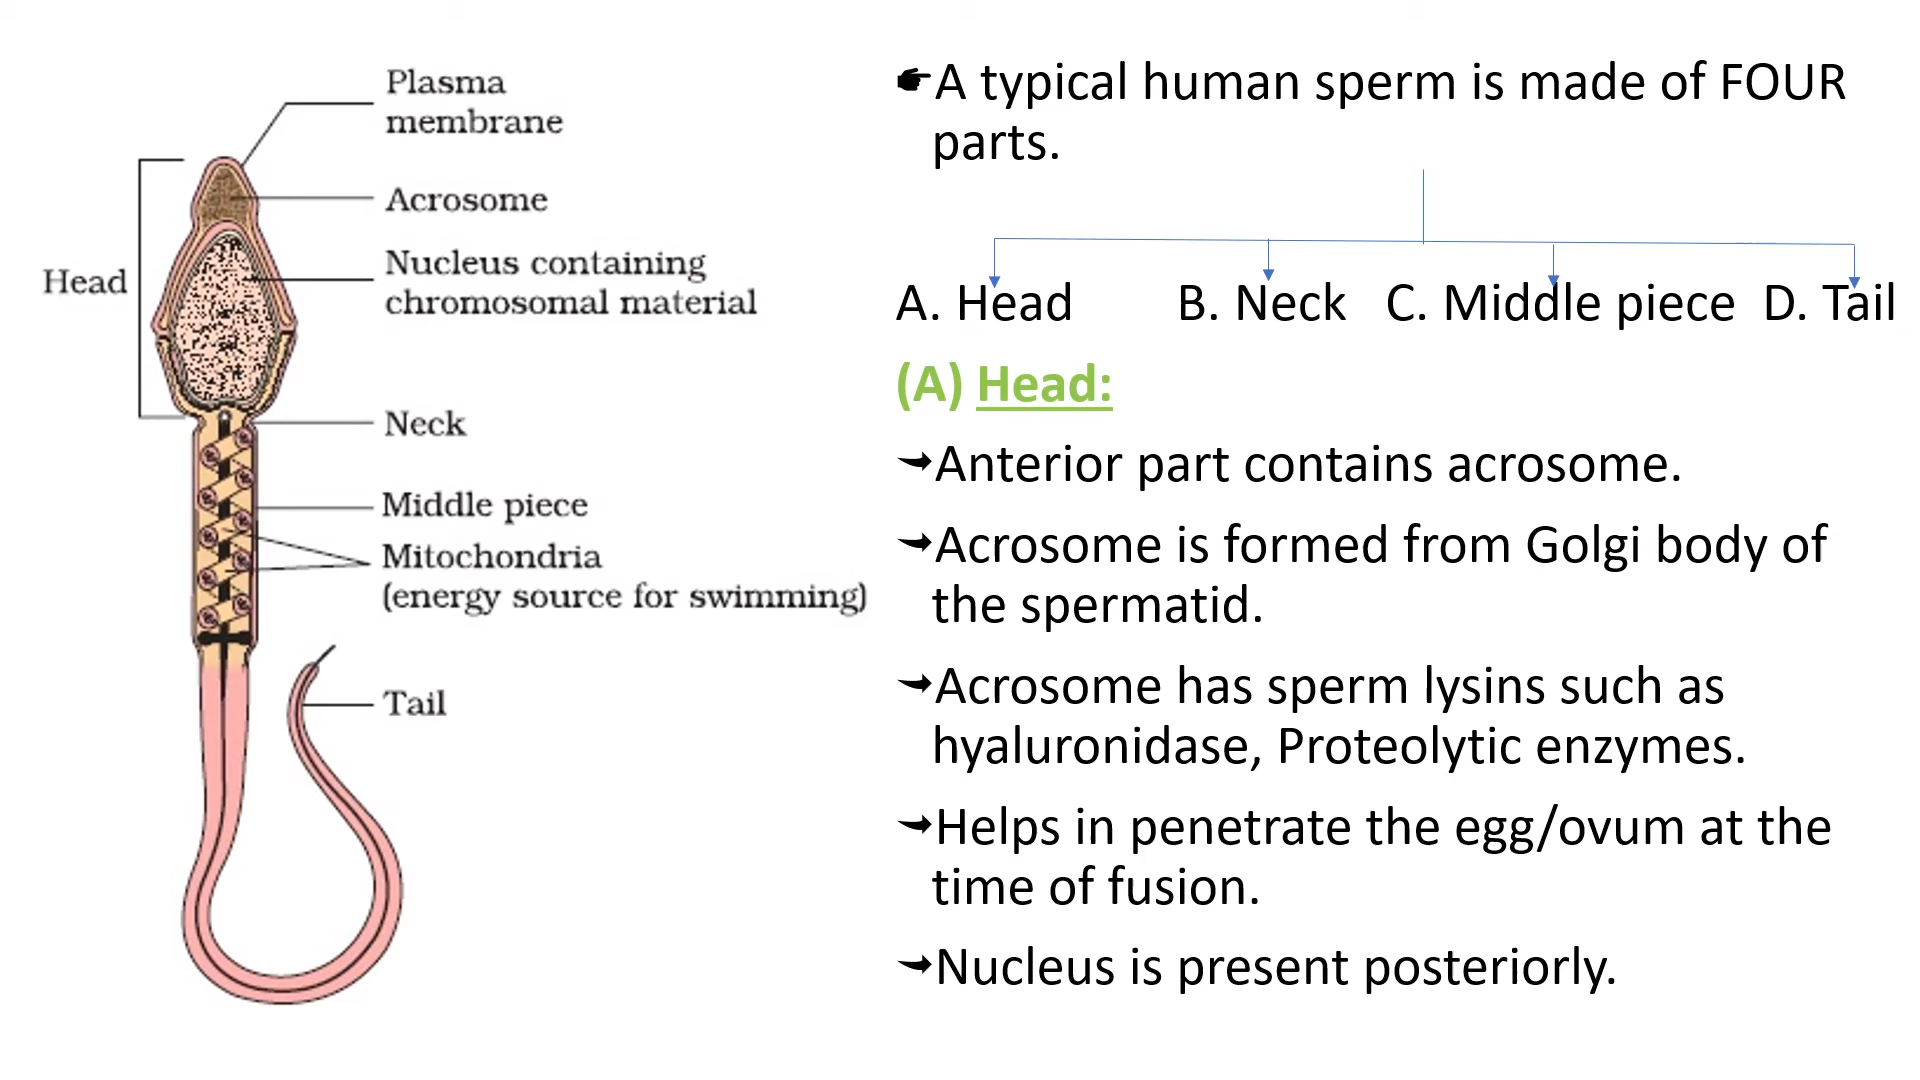 Plasma
membrane
Acrosome
Nucleus containing
chromosomal material
Head
Neck
Middle piece
Mitochondria
(energy source for swimming)
Tail
A typical human sperm is made of FOUR
parts.
A. Head B. Neck C. Middle piece D. Tail
(A) Head:
Anterior part contains acrosome.
Acrosome is formed from Golgi body of
the spermatid.
Acrosome has sperm lysins such as
hyaluronidase, Proteolytic enzymes.
Helps in penetrate the egg/ovum at the
time of fusion.
Nucleus is present posteriorly.